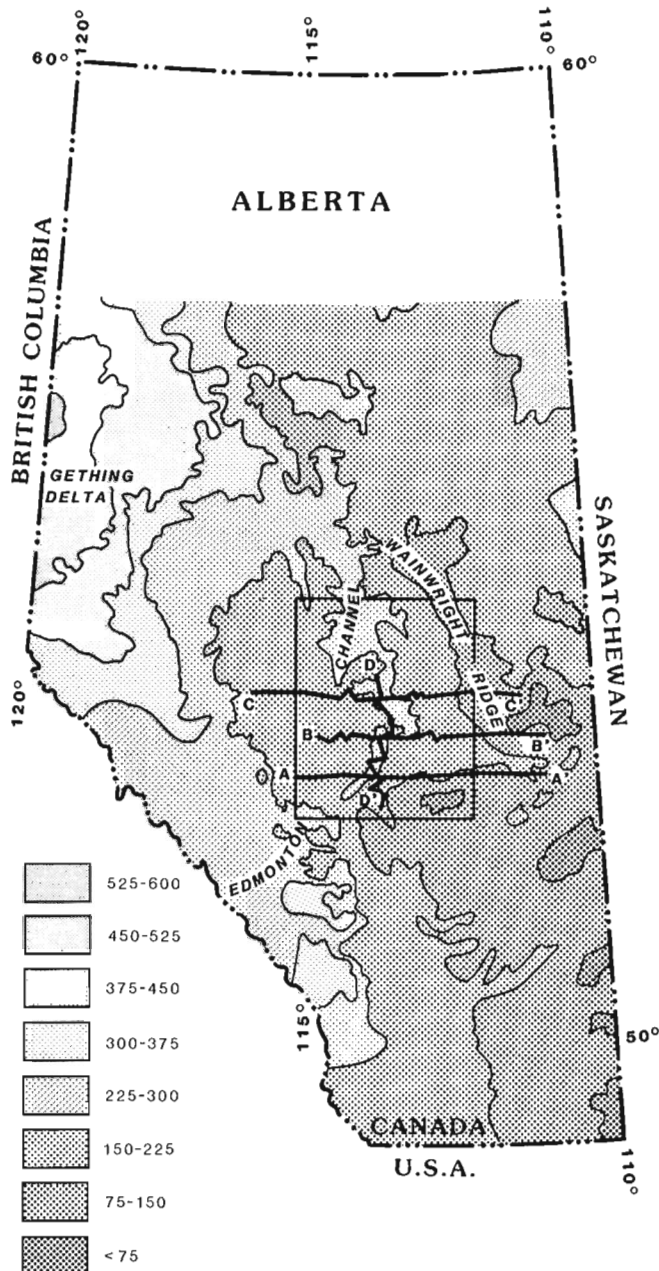 120°
115°
110°
60°
60°
ALBERTA
BRITISH COLUMBIA
GETHING
DELTA
SASKATCHEWAN
WAINWRIGHT
RIDGE
CHANNEL
D
C
C'
B
B'
A
A'
D'
120°
EDMONTON
525-600
450-525
375-450
300-375
225-300
150-225
75-150
<75
115°
50°
CANADA
U.S.A.
110°